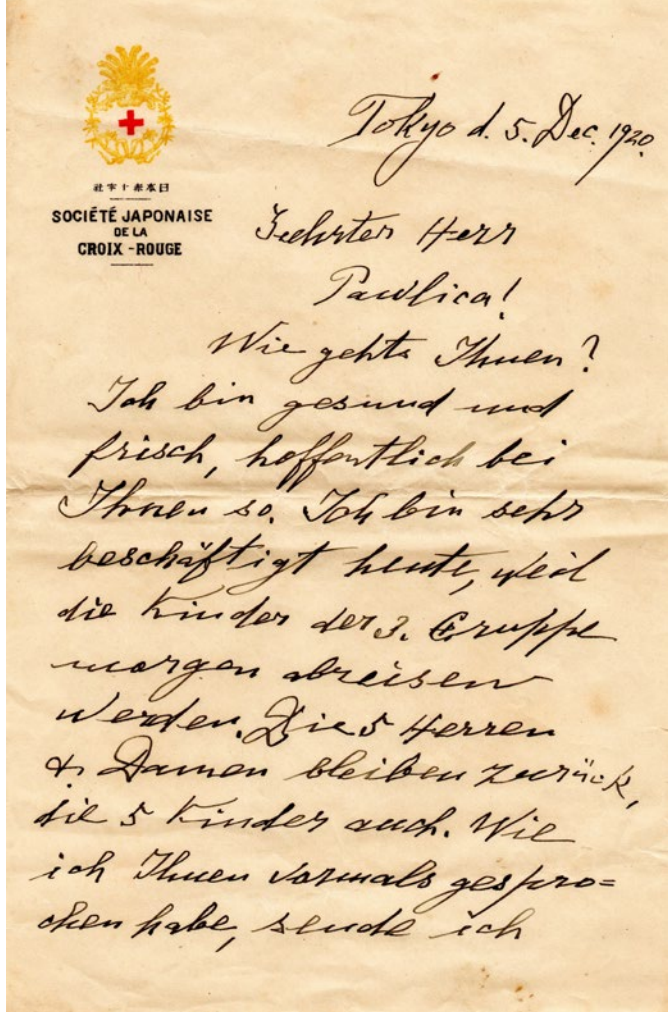 社字十赤本日
SOCIÉTÉ JAPONAISE
DE LA
CROIX-ROUGE
Tokyo d. 5. Dec. 1920.
Geehrter Herr
Pawlica!
Wie gehts Ihnen?
Ich bin gesund und
frisch, hoffentlich bei
Ihnen so. Ich bin sehr
beschäftigt heute, weil
die Kinder der 3. Gruppe
morgen abreisen
werden. Die 5 Herren
& Damen bleiben zurück,
die 5 Kinder auch. Wie
ich Ihnen vormals gespro=
chen habe, sende ich